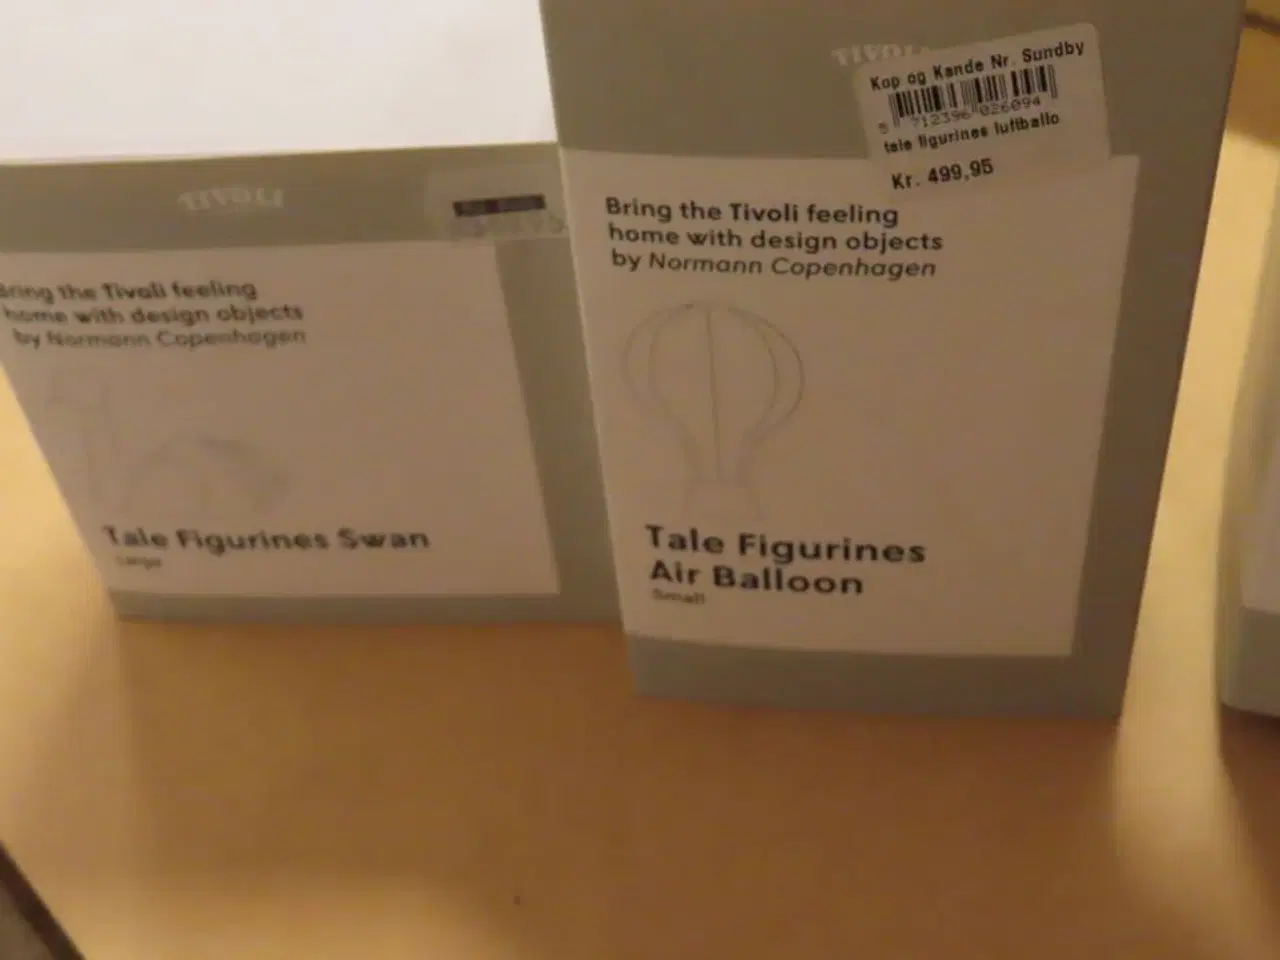 TIVOLI
Bring the Tivoli feeling
home with design objects
by Normann Copenhagen
Tale Figurines Swan
Large
TIVOLI
Kop og Kande Nr. Sundby
5 712396 026094
tale figurines luftballo
Kr. 499,95
Bring the Tivoli feeling
home with design objects
by Normann Copenhagen
Tale Figurines
Air Balloon
Small